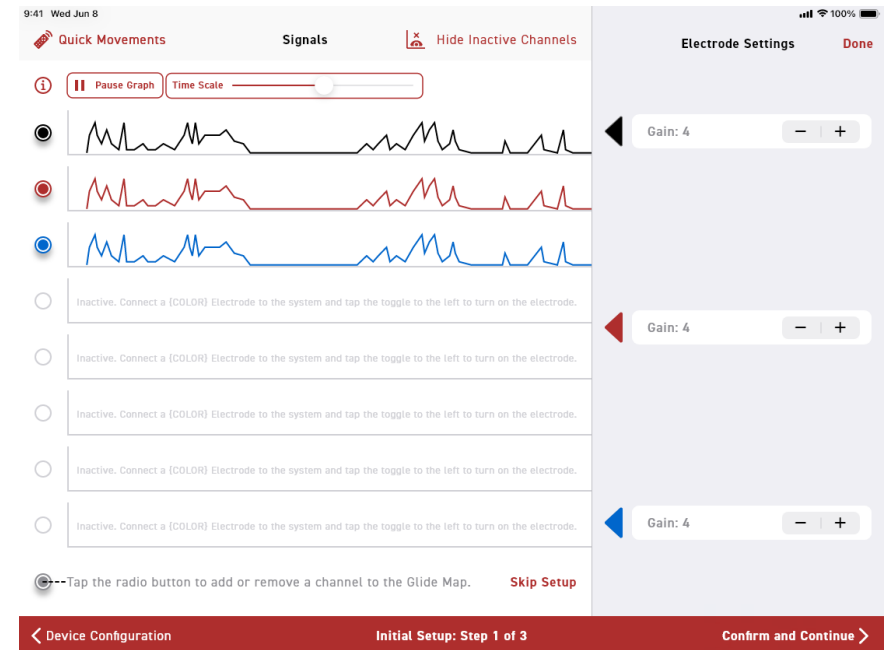 9:41 Wed Jun 8
100%
Quick Movements
Signals
Hide Inactive Channels
Electrode Settings
Done
Pause Graph
Time Scale
Gain: 4
Gain: 4
Gain: 4
Inactive. Connect a {COLOR} Electrode to the system and tap the toggle to the left to turn on the electrode.
Inactive. Connect a {COLOR} Electrode to the system and tap the toggle to the left to turn on the electrode.
Inactive. Connect a {COLOR} Electrode to the system and tap the toggle to the left to turn on the electrode.
Inactive. Connect a {COLOR} Electrode to the system and tap the toggle to the left to turn on the electrode.
Inactive. Connect a {COLOR} Electrode to the system and tap the toggle to the left to turn on the electrode.
Tap the radio button to add or remove a channel to the Glide Map.
Skip Setup
Device Configuration
Initial Setup: Step 1 of 3
Confirm and Continue